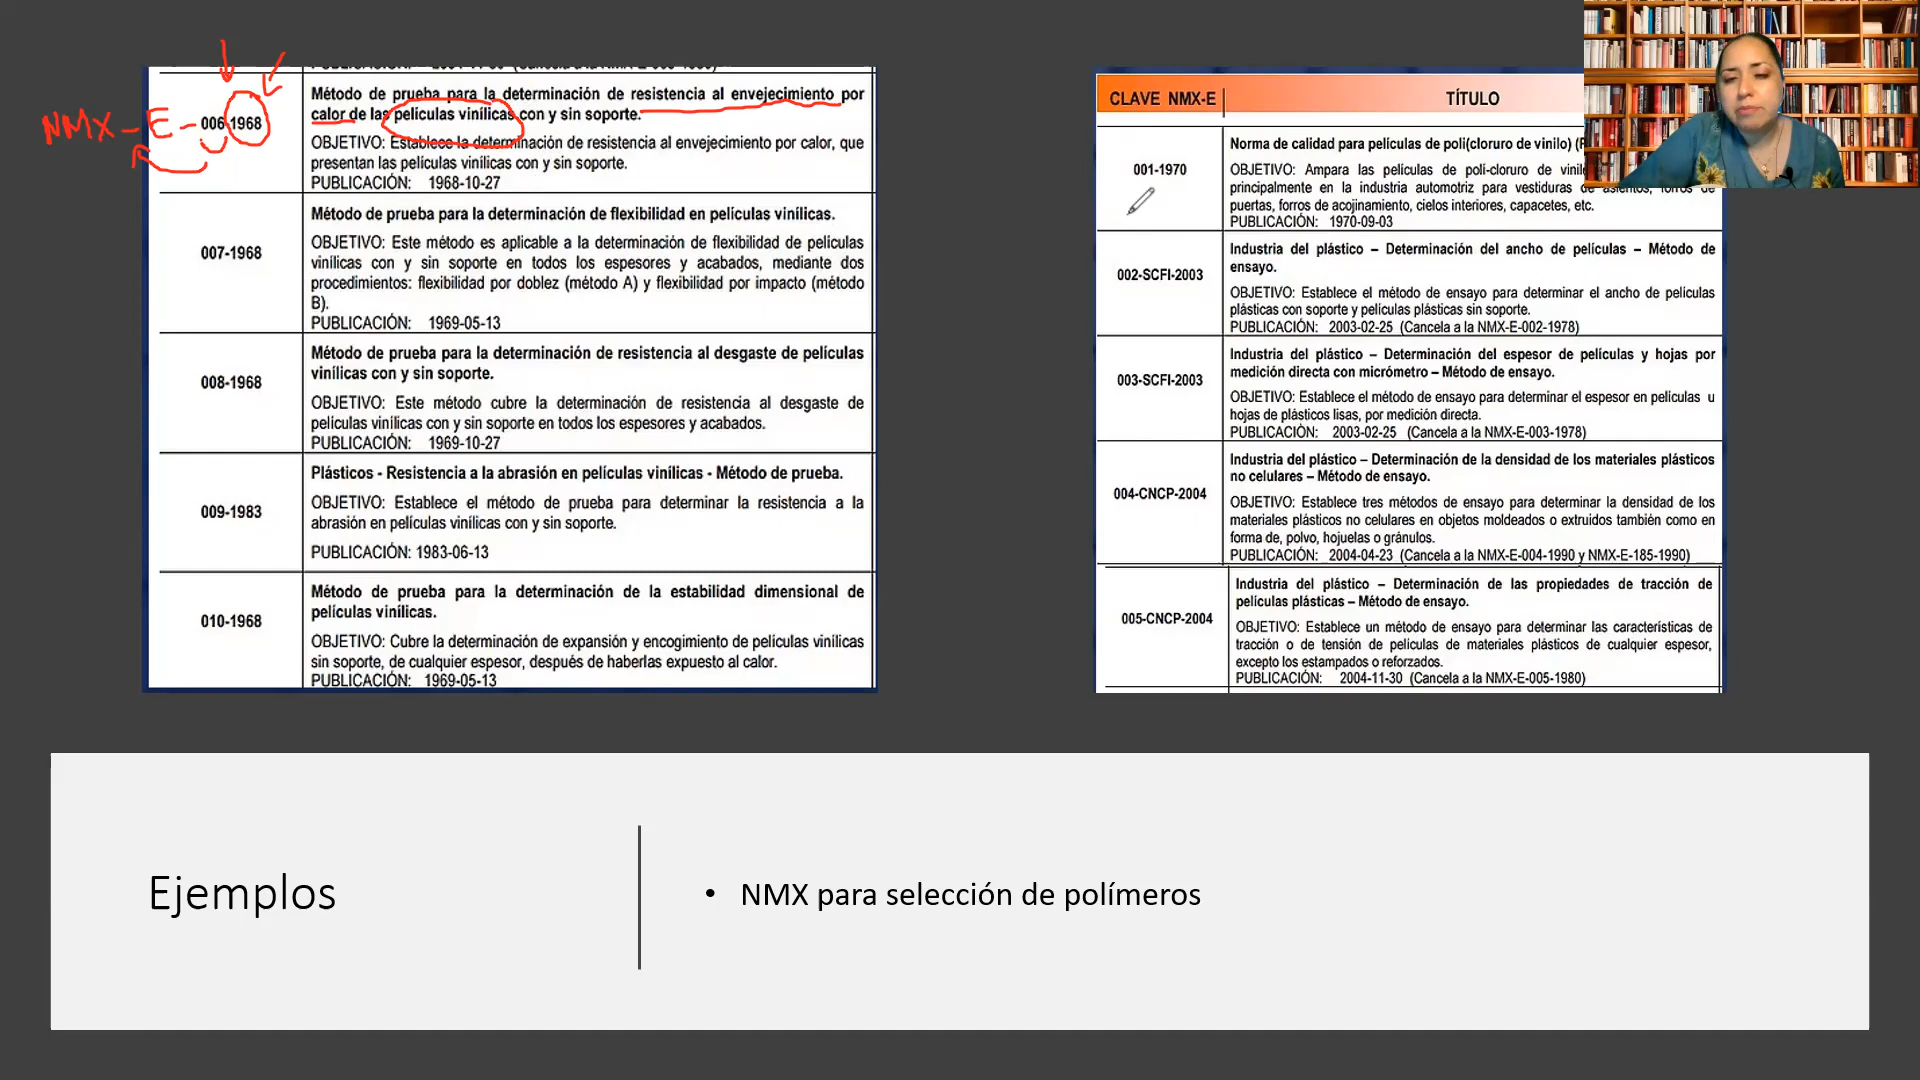 PUBLICACIÓN:
Método de prueba para la determinación de resistencia al envejecimiento por
calor de las películas vinílicas con y sin soporte.
NMX-E-
006-1968
OBJETIVO: Establece la determinación de resistencia al envejecimiento por calor, que
presentan las películas vinílicas con y sin soporte.
PUBLICACIÓN: 1968-10-27
Método de prueba para la determinación de flexibilidad en películas vinílicas.
007-1968
OBJETIVO: Este método es aplicable a la determinación de flexibilidad de películas
vinílicas con y sin soporte en todos los espesores y acabados, mediante dos
procedimientos: flexibilidad por doblez (método A) y flexibilidad por impacto (método
B).
PUBLICACIÓN: 1969-05-13
Método de prueba para la determinación de resistencia al desgaste de películas
vinílicas con y sin soporte.
008-1968
OBJETIVO: Este método cubre la determinación de resistencia al desgaste de
películas vinílicas con y sin soporte en todos los espesores y acabados.
PUBLICACIÓN: 1969-10-27
Plásticos - Resistencia a la abrasión en películas vinílicas - Método de prueba.
009-1983
OBJETIVO: Establece el método de prueba para determinar la resistencia a la
abrasión en películas vinílicas con y sin soporte.
PUBLICACIÓN: 1983-06-13
Método de prueba para la determinación de la estabilidad dimensional de
películas vinílicas.
010-1968
OBJETIVO: Cubre la determinación de expansión y encogimiento de películas vinílicas
sin soporte, de cualquier espesor, después de haberlas expuesto al calor.
PUBLICACIÓN: 1969-05-13
CLAVE NMX-E TÍTULO
Norma de calidad para películas de poli(cloruro de vinilo)
001-1970
OBJETIVO: Ampara las películas de poli-cloruro de
principalmente en la industria automotriz para vestiduras de asientos, forros de
puertas, forros de acojinamiento, cielos interiores, capacetes, etc.
PUBLICACIÓN: 1970-09-03
Industria del plástico – Determinación del ancho de películas – Método de
ensayo.
002-SCFI-2003
OBJETIVO: Establece el método de ensayo para determinar el ancho de películas
plásticas con soporte y películas plásticas sin soporte.
PUBLICACIÓN: 2003-02-25 (Cancela a la NMX-E-002-1978)
Industria del plástico – Determinación del espesor de películas y hojas por
medición directa con micrómetro – Método de ensayo.
003-SCFI-2003
OBJETIVO: Establece el método de ensayo para determinar el espesor en películas u
hojas de plásticos lisas, por medición directa.
PUBLICACIÓN: 2003-02-25 (Cancela a la NMX-E-003-1978)
Industria del plástico – Determinación de la densidad de los materiales plásticos
no celulares – Método de ensayo.
004-CNCP-2004
OBJETIVO: Establece tres métodos de ensayo para determinar la densidad de los
materiales plásticos no celulares en objetos moldeados o extruidos también como en
forma de, polvo, hojuelas o gránulos.
PUBLICACIÓN: 2004-04-23 (Cancela a la NMX-E-004-1990 y NMX-E-185-1990)
Industria del plástico – Determinación de las propiedades de tracción de
películas plásticas – Método de ensayo.
005-CNCP-2004
OBJETIVO: Establece un método de ensayo para determinar las características de
tracción o de tensión de películas de materiales plásticos de cualquier espesor,
excepto los estampados o reforzados.
PUBLICACIÓN: 2004-11-30 (Cancela a la NMX-E-005-1980)
Ejemplos
• NMX para selección de polímeros